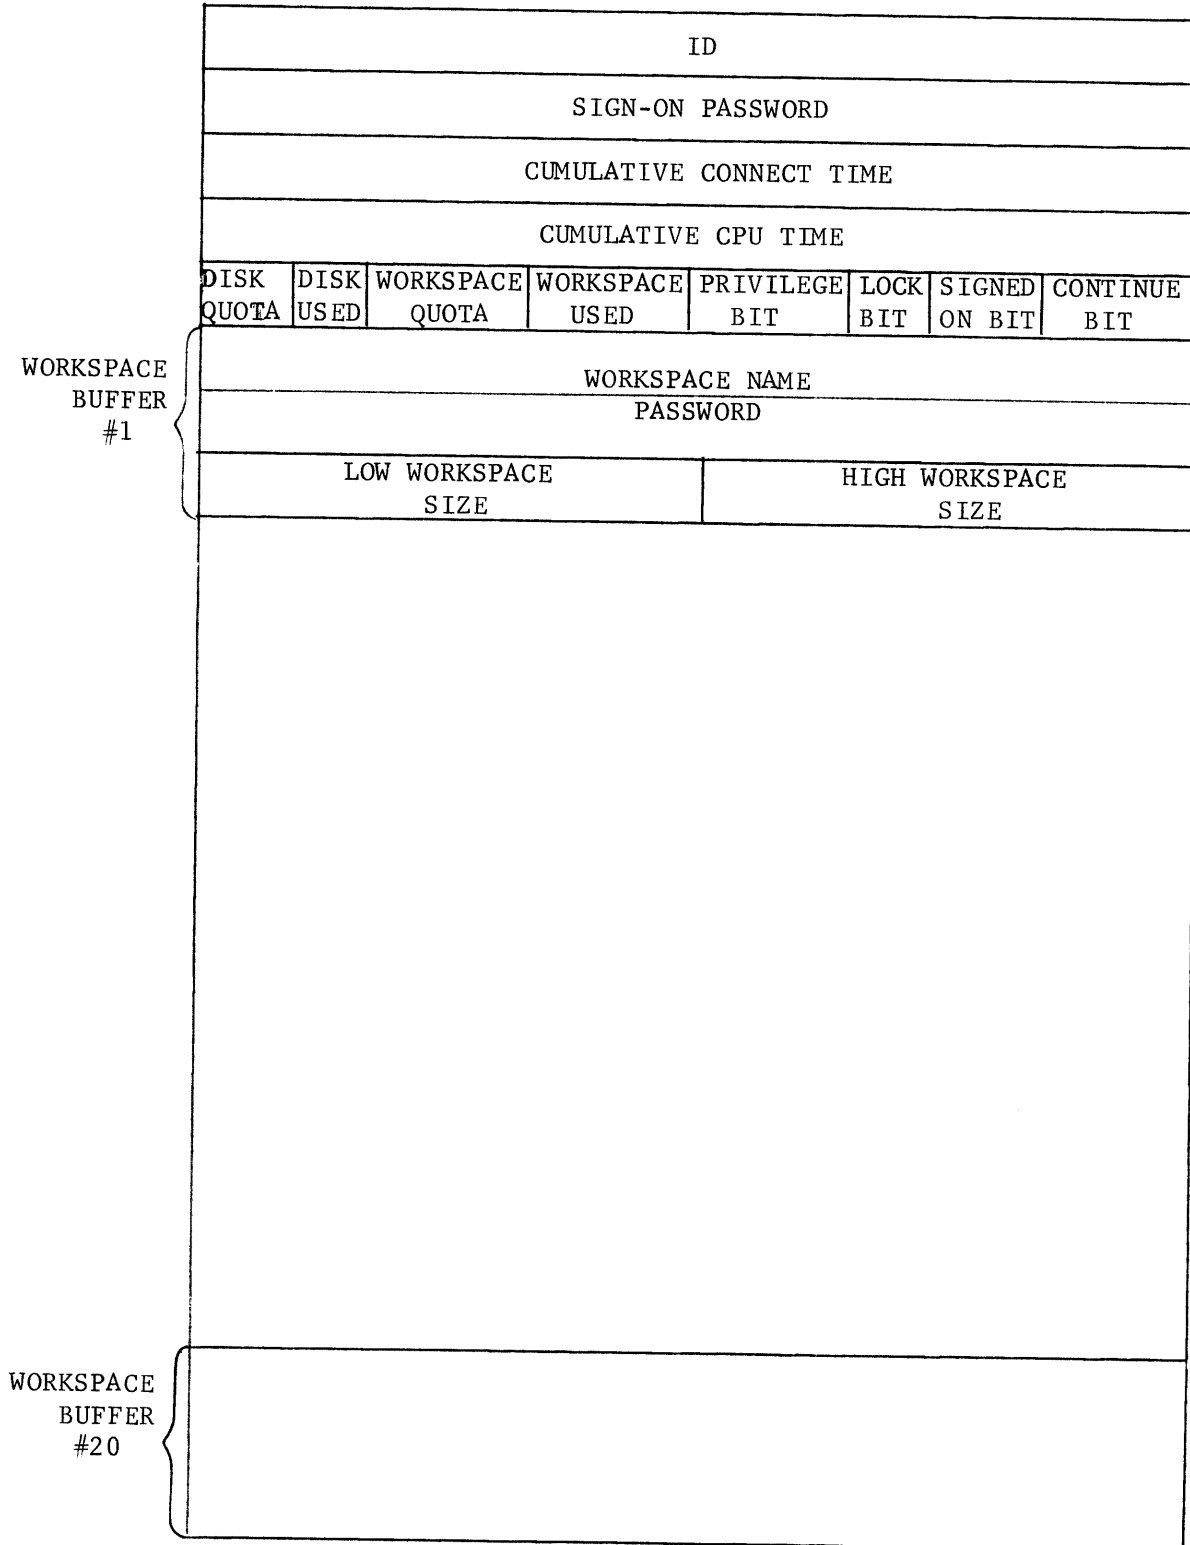 ID
SIGN-ON PASSWORD
CUMULATIVE CONNECT TIME
CUMULATIVE CPU TIME
DISK QUOTA
DISK USED
WORKSPACE QUOTA
WORKSPACE USED
PRIVILEGE BIT
LOCK BIT
SIGNED ON BIT
CONTINUE BIT
WORKSPACE
BUFFER
#1
WORKSPACE NAME
PASSWORD
LOW WORKSPACE
SIZE
HIGH WORKSPACE
SIZE
WORKSPACE
BUFFER
#20